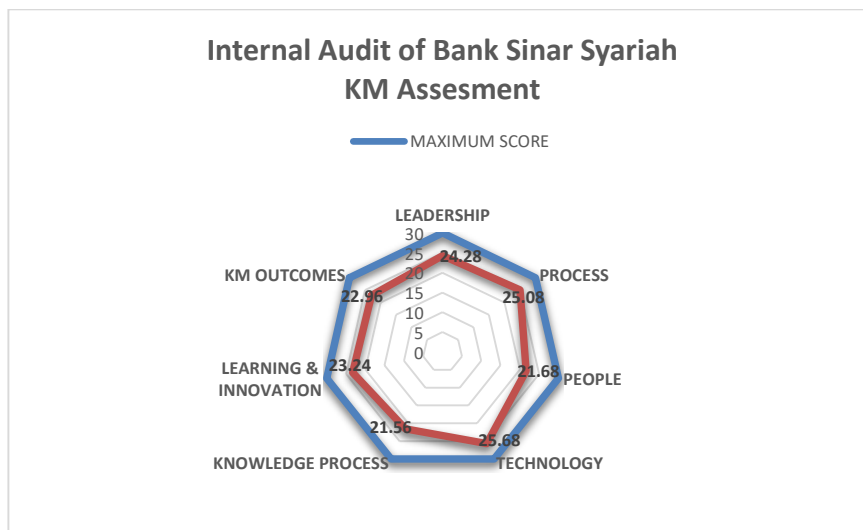 Internal Audit of Bank Sinar Syariah
KM Assesment
MAXIMUM SCORE
LEADERSHIP
30
25
20
15
10
5
0
24.28
PROCESS
25.08
PEOPLE
21.68
TECHNOLOGY
25.68
KNOWLEDGE PROCESS
21.56
LEARNING &
INNOVATION
23.24
KM OUTCOMES
22.96